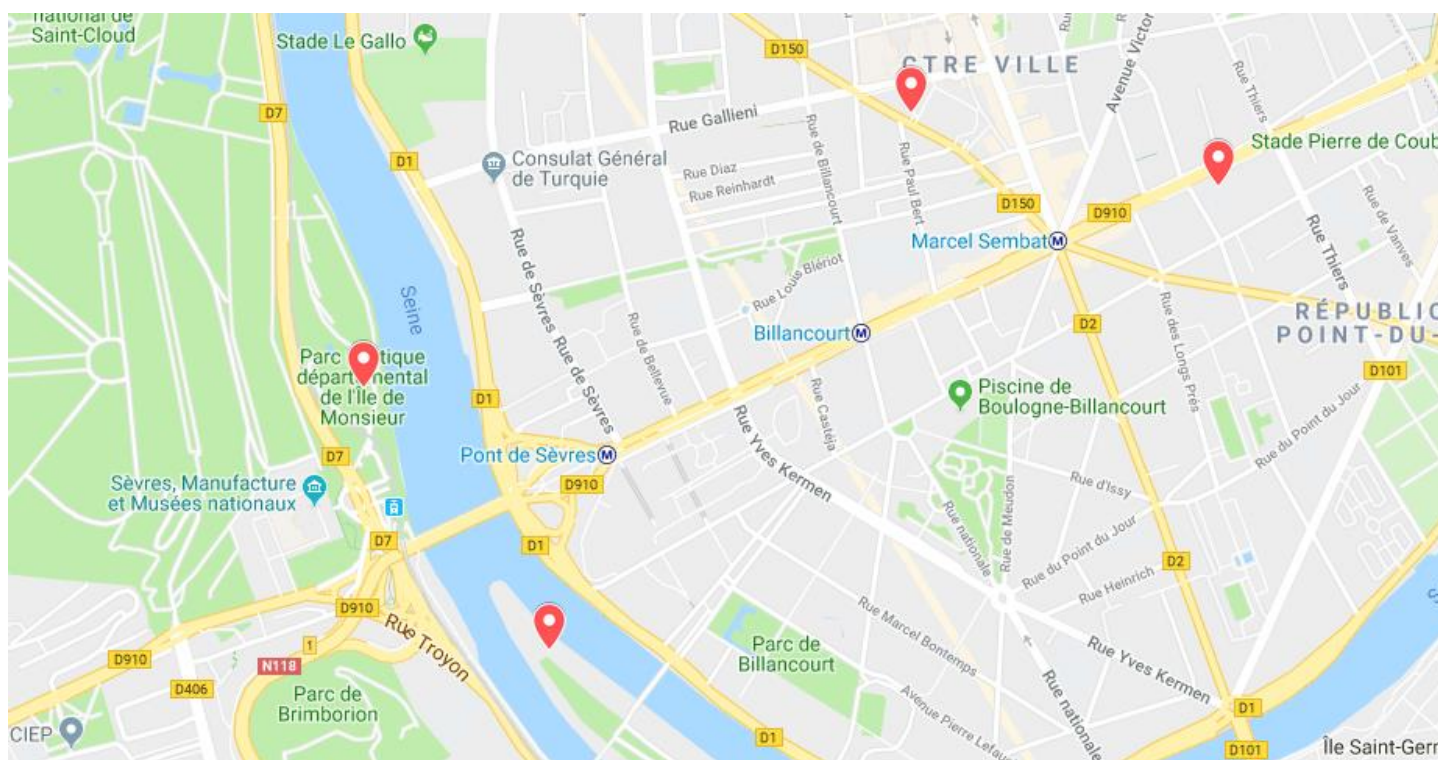 national de
Saint-Cloud
Stade Le Gallo
D150
CTRE VILLE
Avenue Victor
Rue Thiers
D7
Rue Gallieni
Stade Pierre de Coub
D1
Consulat Général
de Turquie
Rue Diaz
Rue Reinhardt
Rue de Billancourt
Rue Paul Bert
D150
D910
Rue de Vanves
Marcel Sembat
M
Rue Thiers
Rue de Sèvres
Rue Louis Blériot
Seine
RÉPUBLIC
POINT-DU-
Billancourt
M
D2
Rue des Longs Prés
Rue de Bellevue
Parc
tique
départemental
de l'Île de
Monsieur
D101
Piscine de
Boulogne-Billancourt
D1
Rue de Sèvres
Rue Castéja
Rue du Point du Jour
Pont de Sèvres
M
D7
Rue Yves Kermen
Sèvres, Manufacture
et Musées nationaux
D910
Rue d'Issy
Rue nationale
Rue de Meudon
Rue du Point du Jour
D7
D1
D2
Rue Heinrich
D910
Rue Troyon
Rue Marcel Bontemps
1
Parc de
Billancourt
Rue Yves Kermen
D910
N118
D406
Parc de
Brimborion
Avenue Pierre Lefauc
Rue nationale
D1
CIEP
D1
D101
Île Saint-Germ
S